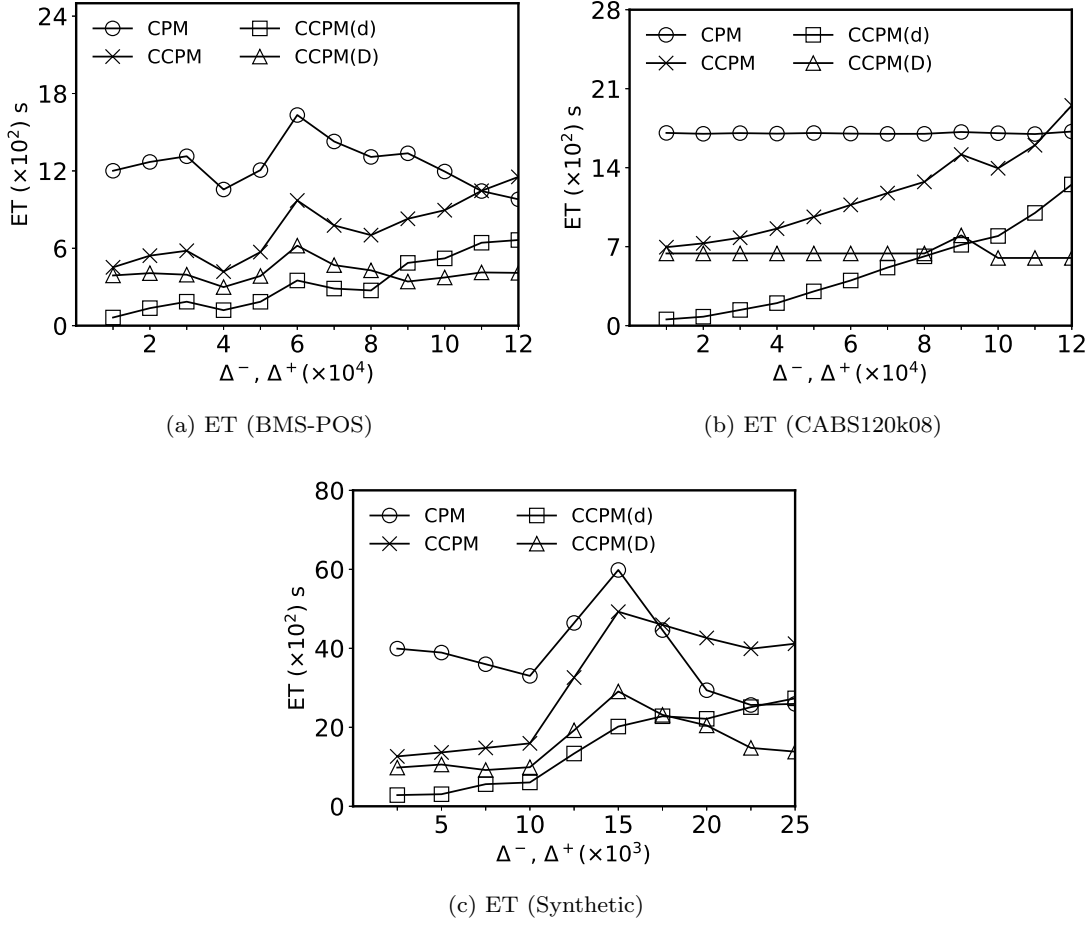 24
18
12
6
0
ET (×10²) s
CPM
CCPM
CCPM(d)
CCPM(D)
2 4 6 8 10 12
Δ⁻, Δ⁺(×10⁴)
(a) ET (BMS-POS)
28
21
14
7
0
ET (×10²) s
CPM
CCPM
CCPM(d)
CCPM(D)
2 4 6 8 10 12
Δ⁻, Δ⁺(×10⁴)
(b) ET (CABS120k08)
80
60
40
20
0
ET (×10²) s
CPM
CCPM
CCPM(d)
CCPM(D)
5 10 15 20 25
Δ⁻, Δ⁺(×10³)
(c) ET (Synthetic)